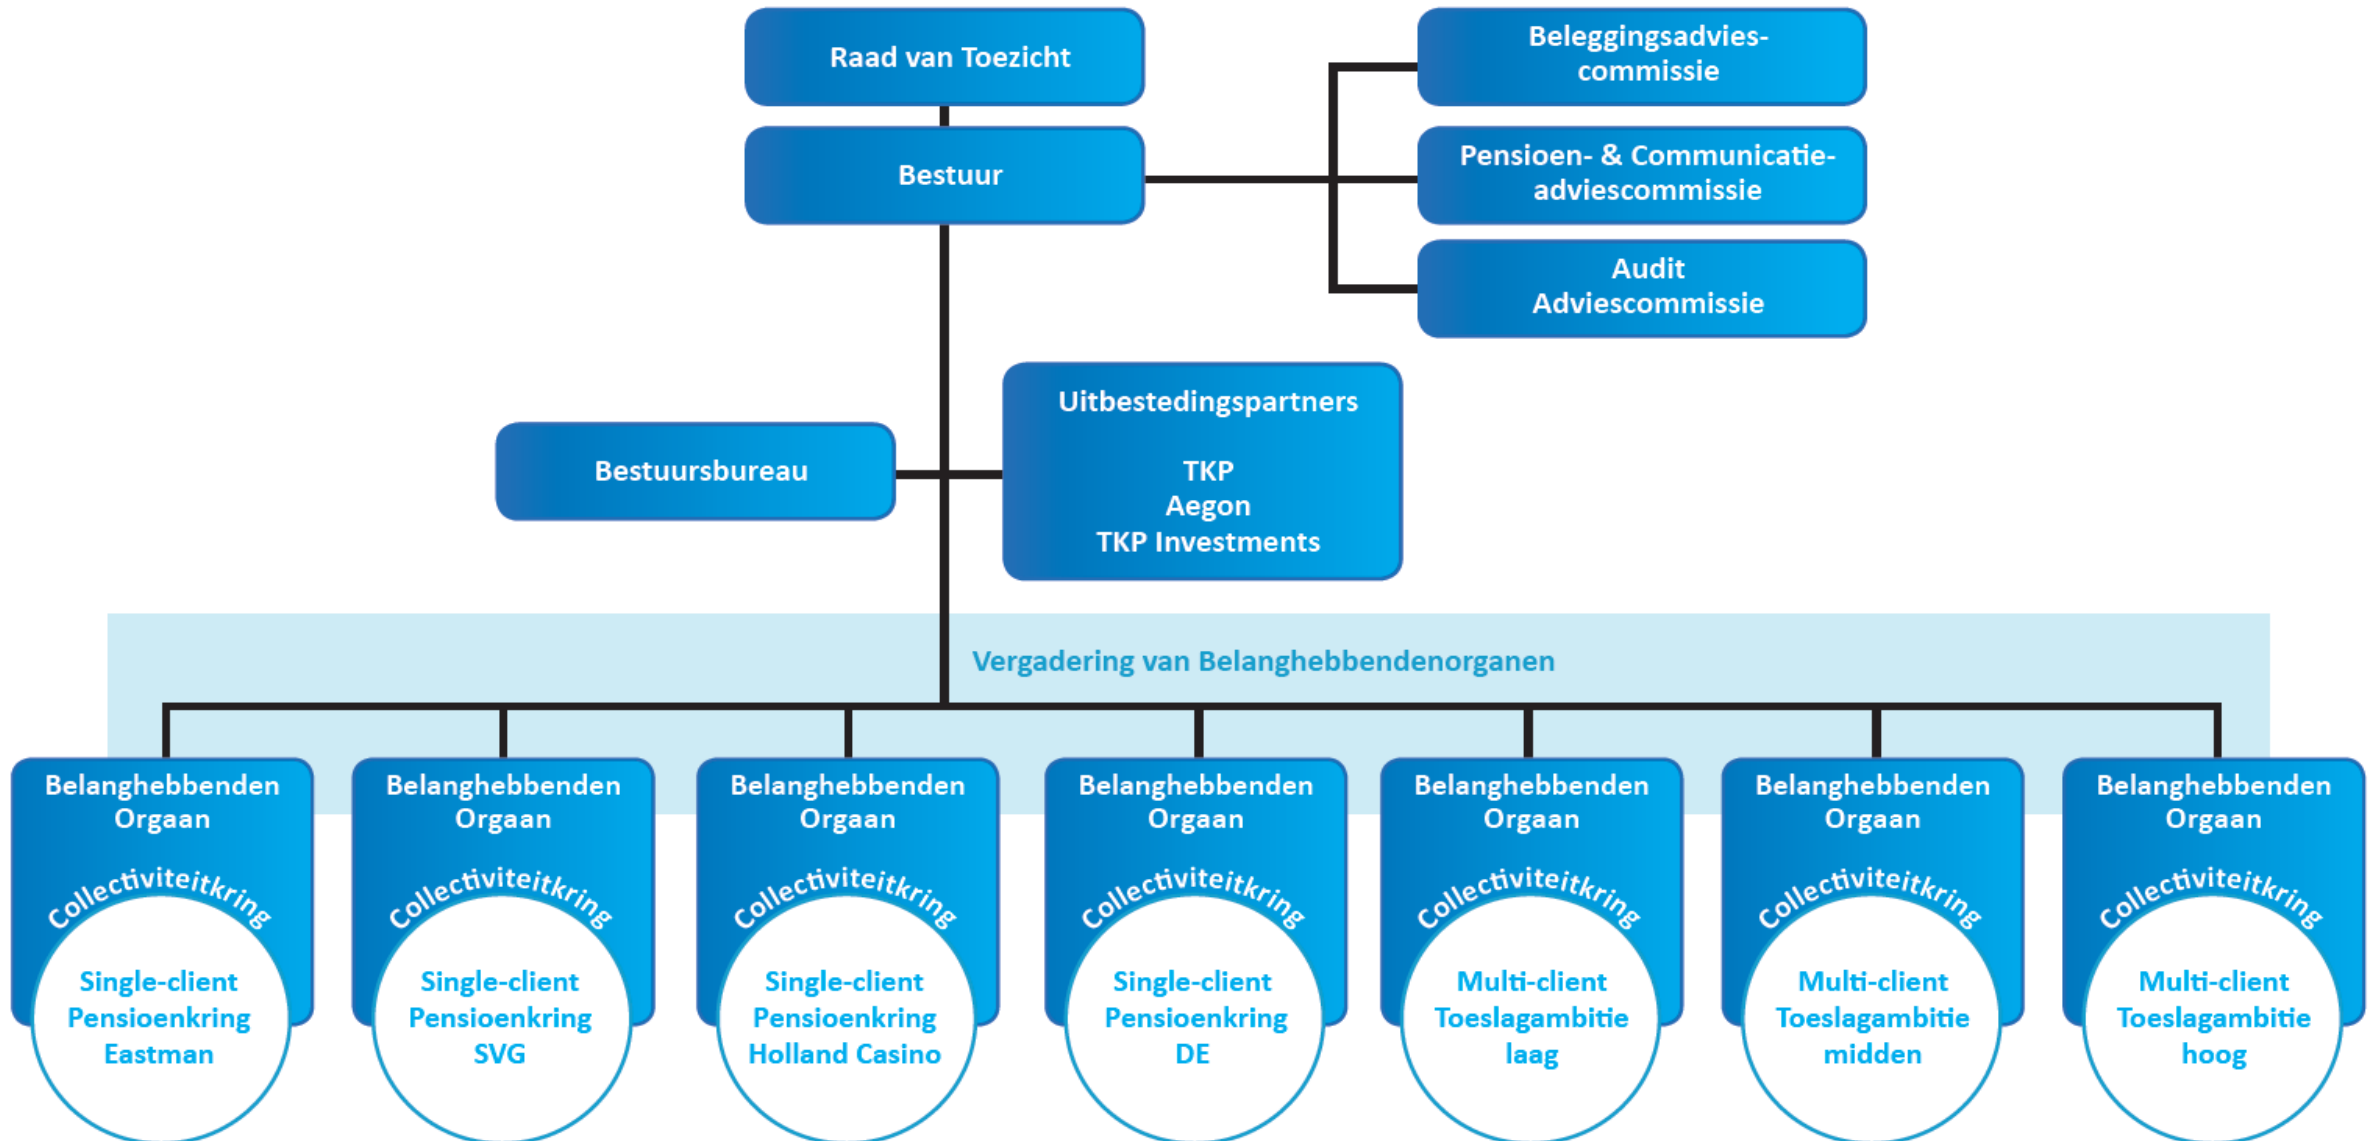 Raad van Toezicht
Bestuur
Beleggingsadvies-
commissie
Pensioen- & Communicatie-
adviescommissie
Audit
Adviescommissie
Bestuursbureau
Uitbestedingspartners
TKP
Aegon
TKP Investments
Vergadering van Belanghebbendenorganen
Belanghebbenden
Orgaan
Collectiviteitkring
Single-client
Pensioenkring
Eastman
Belanghebbenden
Orgaan
Collectiviteitkring
Single-client
Pensioenkring
SVG
Belanghebbenden
Orgaan
Collectiviteitkring
Single-client
Pensioenkring
Holland Casino
Belanghebbenden
Orgaan
Collectiviteitkring
Single-client
Pensioenkring
DE
Belanghebbenden
Orgaan
Collectiviteitkring
Multi-client
Toeslagambitie
laag
Belanghebbenden
Orgaan
Collectiviteitkring
Multi-client
Toeslagambitie
midden
Belanghebbenden
Orgaan
Collectiviteitkring
Multi-client
Toeslagambitie
hoog